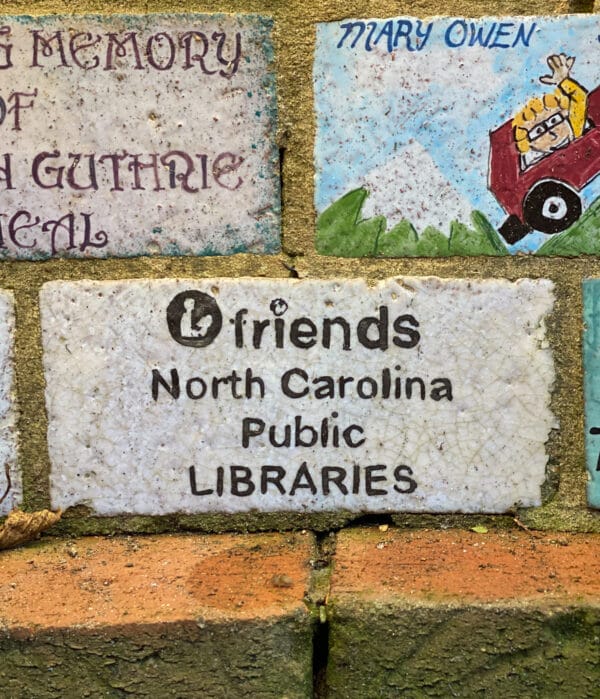 MEMORY
OF
GUTHRIE
MARY OWEN
friends
North Carolina
Public
LIBRARIES